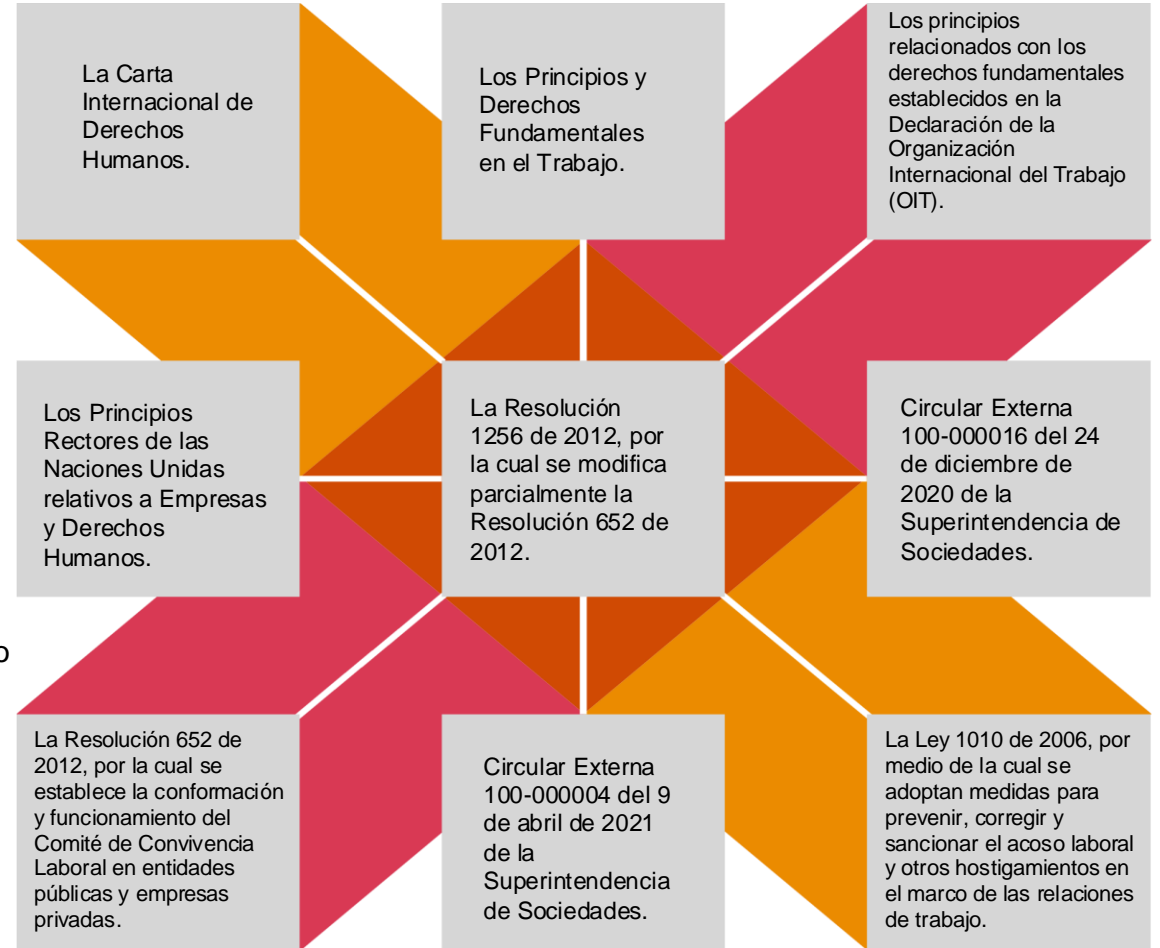 La Carta
Internacional de
Derechos
Humanos.
Los Principios y
Derechos
Fundamentales
en el Trabajo.
Los principios
relacionados con los
derechos fundamentales
establecidos en la
Declaración de la
Organización
Internacional del Trabajo
(OIT).
Los Principios
Rectores de las
Naciones Unidas
relativos a Empresas
y Derechos
Humanos.
La Resolución
1256 de 2012, por
la cual se modifica
parcialmente la
Resolución 652 de
2012.
Circular Externa
100-000016 del 24
de diciembre de
2020 de la
Superintendencia de
Sociedades.
o
La Resolución 652 de
2012, por la cual se
establece la conformación
y funcionamiento del
Comité de Convivencia
Laboral en entidades
públicas y empresas
privadas.
Circular Externa
100-000004 del 9
de abril de 2021
de la
Superintendencia
de Sociedades.
La Ley 1010 de 2006, por
medio de la cual se
adoptan medidas para
prevenir, corregir y
sancionar el acoso laboral
y otros hostigamientos en
el marco de las relaciones
de trabajo.